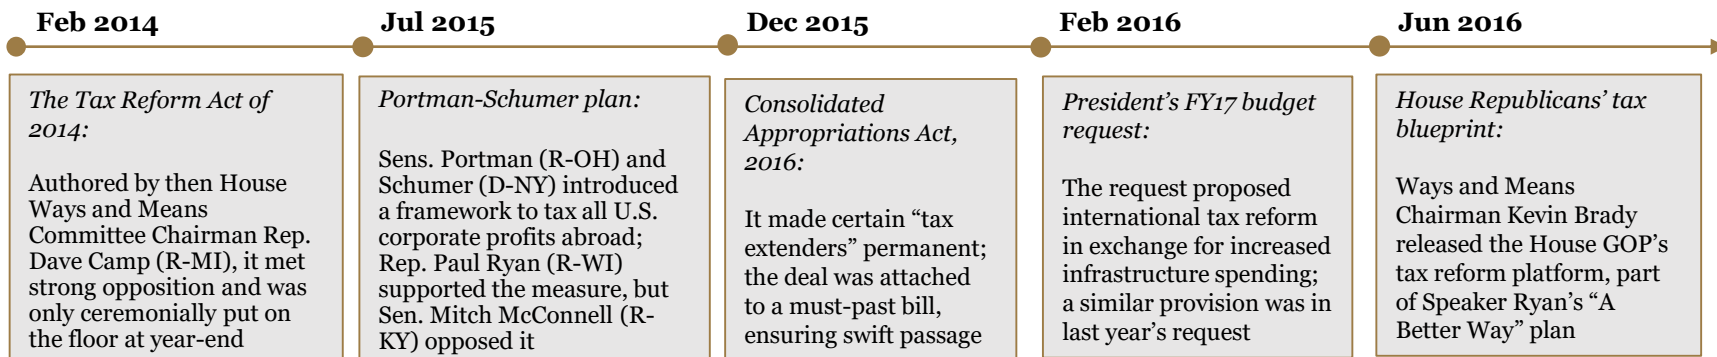 Feb 2014
The Tax Reform Act of
2014:
Authored by then House
Ways and Means
Committee Chairman Rep.
Dave Camp (R-MI), it met
strong opposition and was
only ceremonially put on
the floor at year-end
Jul 2015
Portman-Schumer plan:
Sens. Portman (R-OH) and
Schumer (D-NY) introduced
a framework to tax all U.S.
corporate profits abroad;
Rep. Paul Ryan (R-WI)
supported the measure, but
Sen. Mitch McConnell (R-
KY) opposed it
Dec 2015
Consolidated
Appropriations Act,
2016:
It made certain “tax
extenders” permanent;
the deal was attached
to a must-past bill,
ensuring swift passage
Feb 2016
President’s FY17 budget
request:
The request proposed
international tax reform
in exchange for increased
infrastructure spending;
a similar provision was in
last year’s request
Jun 2016
House Republicans’ tax
blueprint:
Ways and Means
Chairman Kevin Brady
released the House GOP’s
tax reform platform, part
of Speaker Ryan’s “A
Better Way” plan